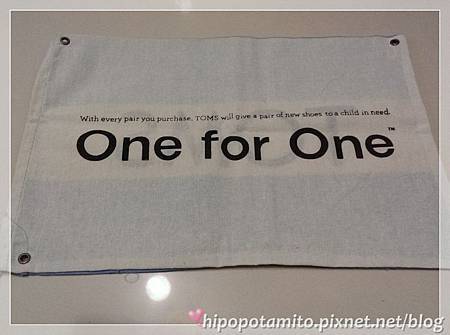 With every pair you purchase, TOMS will give a pair of new shoes to a child in need.
One for One™
hipopotamito.pixnet.net/blog